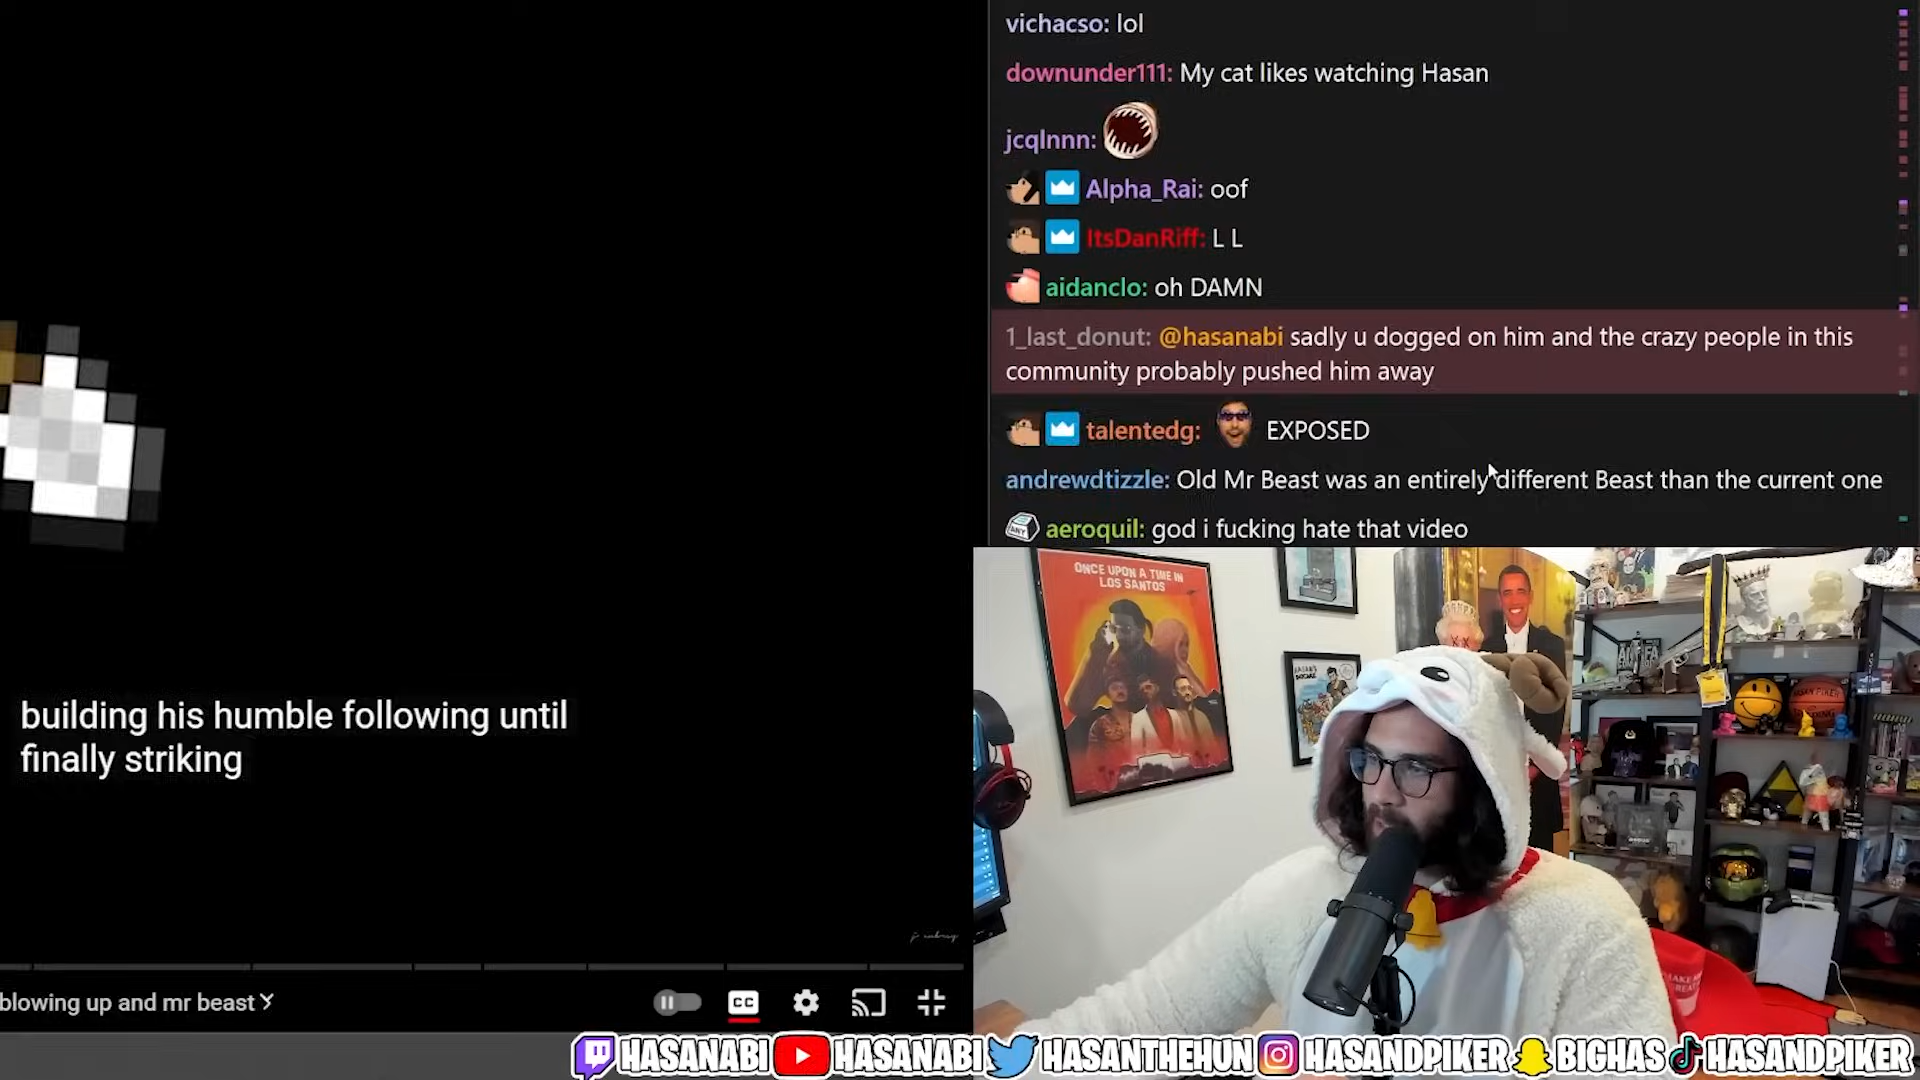 vichacso: lol
downunder111: My cat likes watching Hasan
jcqlnnn:
Alpha_Rai: oof
ItsDanRiff: L L
aidanclo: oh DAMN
1_last_donut: @hasanabi sadly u dogged on him and the crazy people in this
community probably pushed him away
talentedg: EXPOSED
andrewdtizzle: Old Mr Beast was an entirely different Beast than the current one
aeroquil: god i fucking hate that video
ONCE UPON A TIME IN
LOS SANTOS
building his humble following until
finally striking
blowing up and mr beast
CC
HASANABI HASANABI HASANTHEHUN HASANDPIKER BIGHAS HASANDPIKER